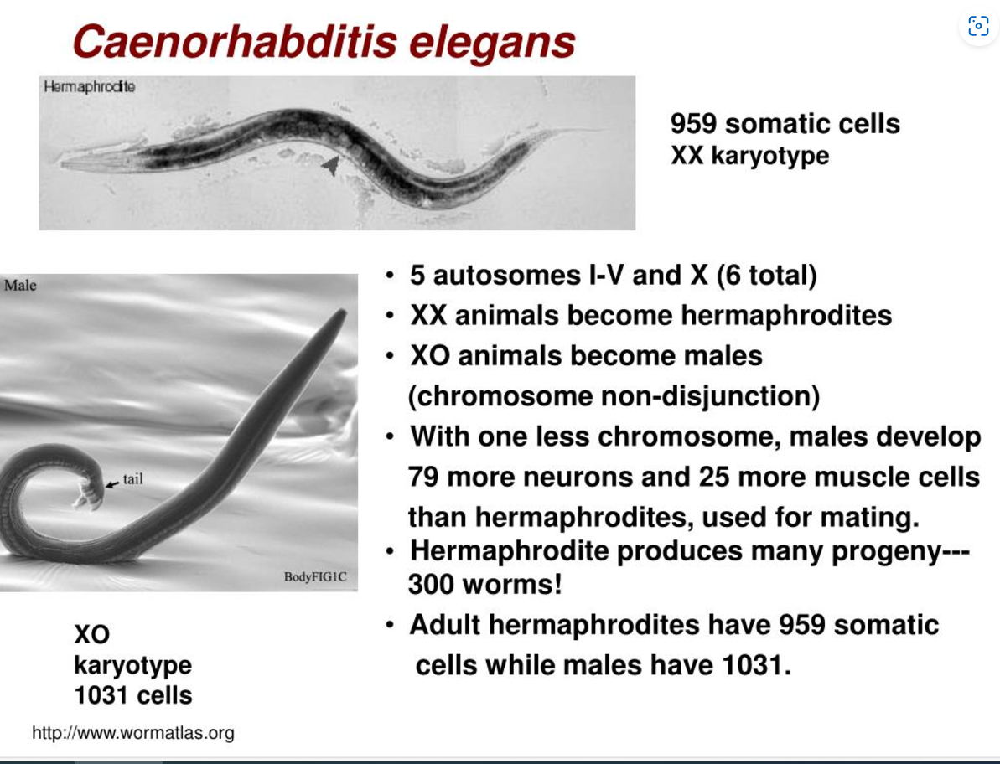 Caenorhabditis elegans
Hermaphrodite
959 somatic cells
XX karyotype
Male
tail
BodyFIG1C
XO
karyotype
1031 cells
• 5 autosomes I-V and X (6 total)
• XX animals become hermaphrodites
• XO animals become males
(chromosome non-disjunction)
• With one less chromosome, males develop
79 more neurons and 25 more muscle cells
than hermaphrodites, used for mating.
• Hermaphrodite produces many progeny---
300 worms!
• Adult hermaphrodites have 959 somatic
cells while males have 1031.
http://www.wormatlas.org